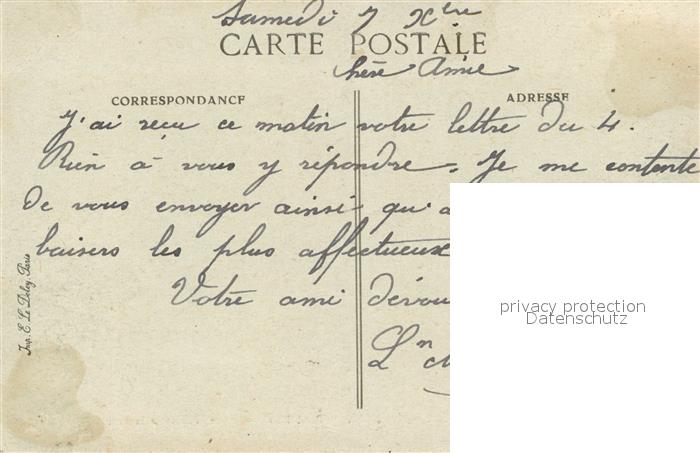 Samedi 7 Xbre
CARTE POSTALE
Chère Amie
CORRESPONDANCE
ADRESSE
J'ai reçu ce matin votre lettre du 4.
Rien à vous y répondre. Je me contente
de vous envoyer ainsi qu'a
baisers les plus affectueux
Votre ami dévou
Ln
Imp. E. Le Deley, Paris
privacy protection
Datenschutz